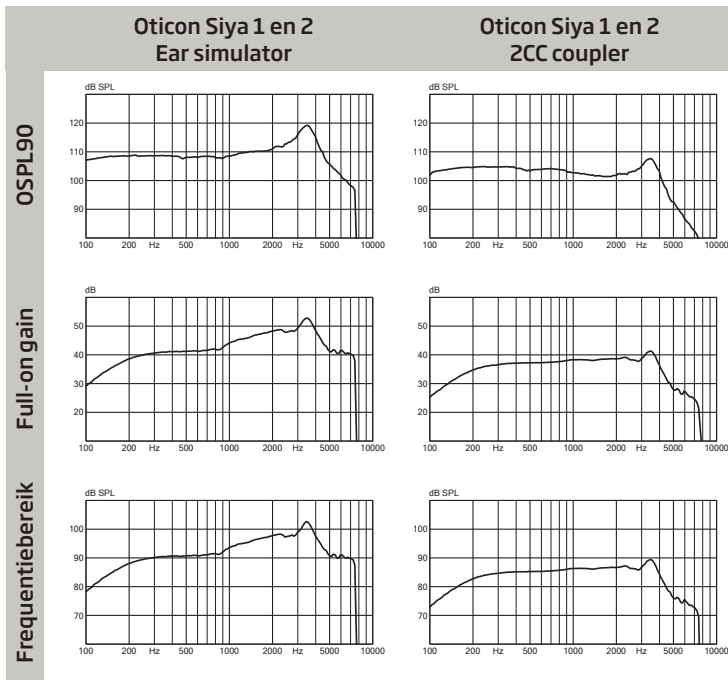 Oticon Siya 1 en 2
Ear simulator
Oticon Siya 1 en 2
2CC coupler
OSPL90
dB SPL
120
110
100
90
100 200 Hz 500 1000 2000 Hz 5000 10000
dB SPL
120
110
100
90
100 200 Hz 500 1000 2000 Hz 5000 10000
Full-on gain
dB
50
40
30
20
100 200 Hz 500 1000 2000 Hz 5000 10000
dB
50
40
30
20
100 200 Hz 500 1000 2000 Hz 5000 10000
Frequentiebereik
dB SPL
100
90
80
70
100 200 Hz 500 1000 2000 Hz 5000 10000
dB SPL
100
90
80
70
100 200 Hz 500 1000 2000 Hz 5000 10000